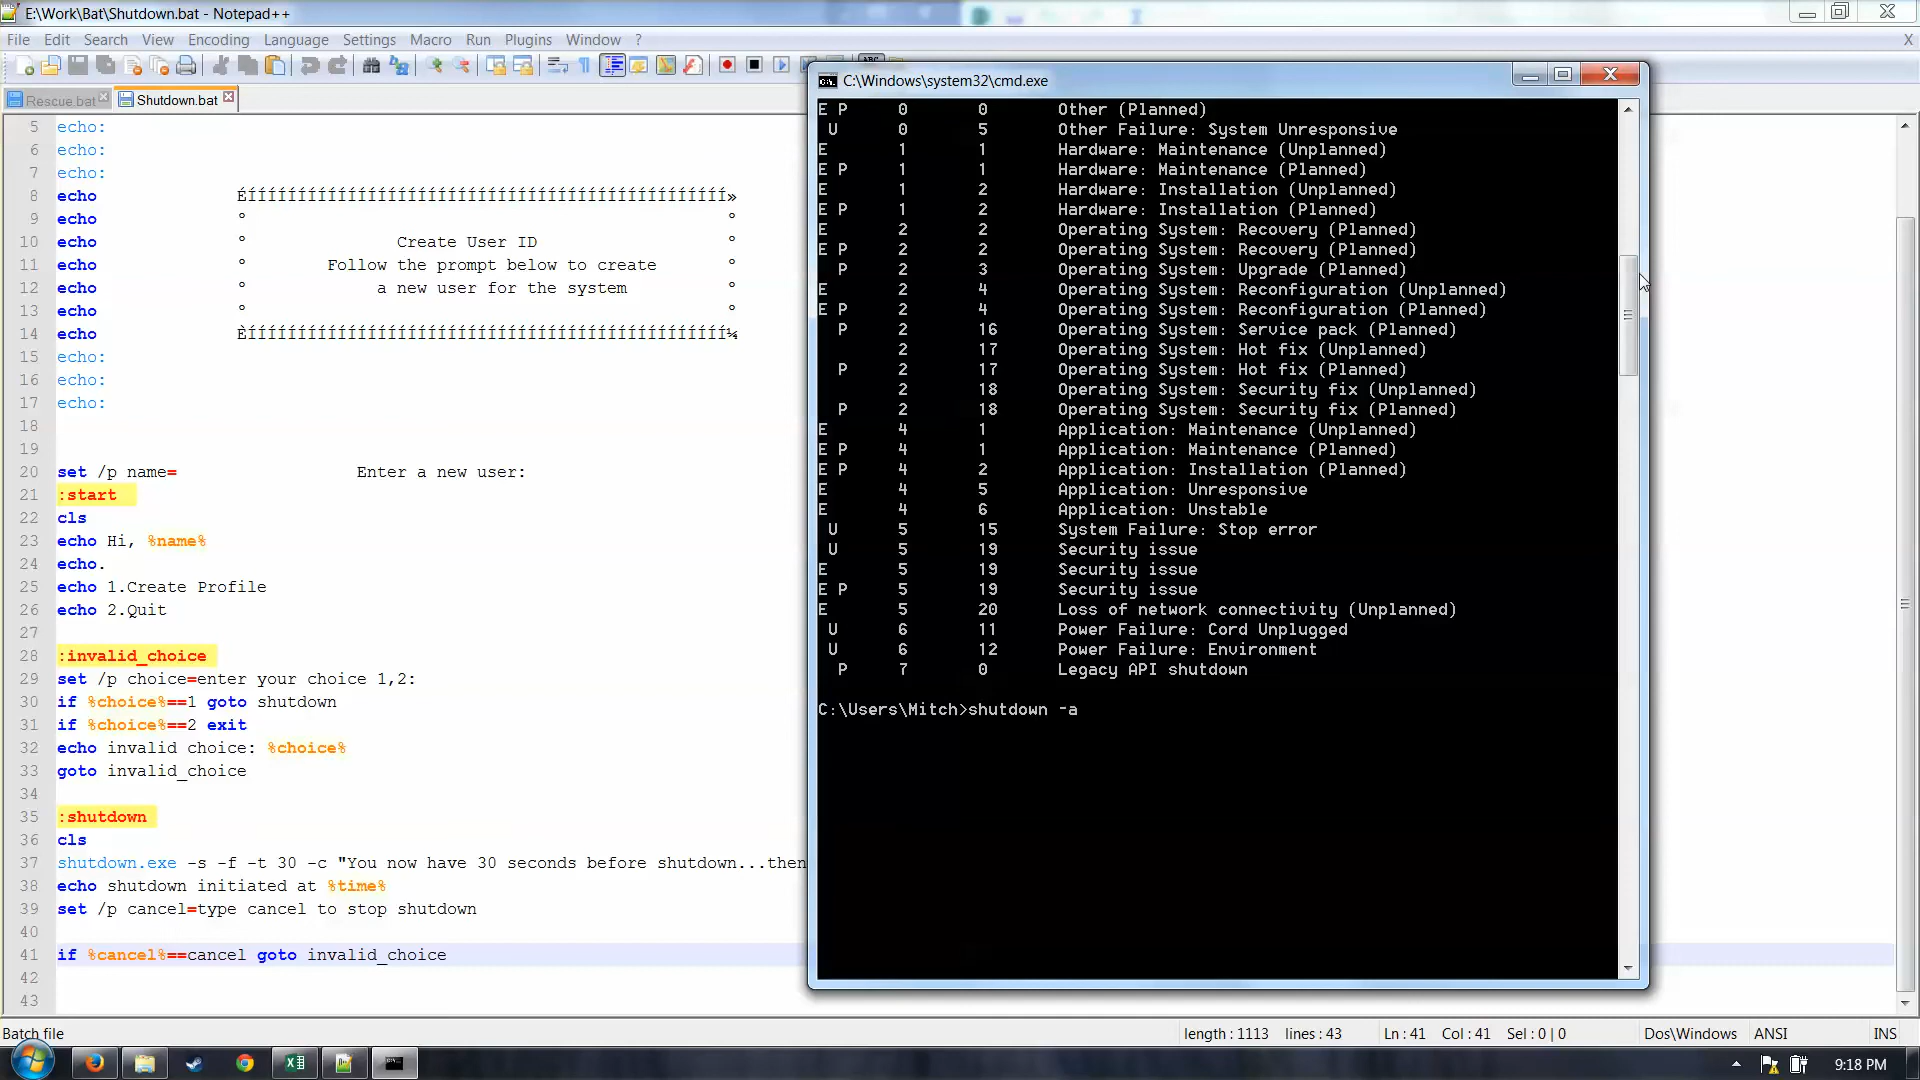 E:\Work\Bat\Shutdown.bat - Notepad++
File Edit Search View Encoding Language Settings Macro Run Plugins Window ?
X
Rescue.bat Shutdown.bat
5 echo:
6 echo:
7 echo:
8 echo ÉÍÍÍÍÍÍÍÍÍÍÍÍÍÍÍÍÍÍÍÍÍÍÍÍÍÍÍÍÍÍÍÍÍÍÍÍÍÍÍÍÍÍÍÍÍÍÍÍ»
9 echo º º
10 echo º Create User ID º
11 echo º Follow the prompt below to create º
12 echo º a new user for the system º
13 echo º º
14 echo ÈÍÍÍÍÍÍÍÍÍÍÍÍÍÍÍÍÍÍÍÍÍÍÍÍÍÍÍÍÍÍÍÍÍÍÍÍÍÍÍÍÍÍÍÍÍÍÍÍ¼
15 echo:
16 echo:
17 echo:
18
19
20 set /p name= Enter a new user:
21 :start
22 cls
23 echo Hi, %name%
24 echo.
25 echo 1.Create Profile
26 echo 2.Quit
27
28 :invalid_choice
29 set /p choice=enter your choice 1,2:
30 if %choice%==1 goto shutdown
31 if %choice%==2 exit
32 echo invalid choice: %choice%
33 goto invalid_choice
34
35 :shutdown
36 cls
37 shutdown.exe -s -f -t 30 -c "You now have 30 seconds before shutdown...then
38 echo shutdown initiated at %time%
39 set /p cancel=type cancel to stop shutdown
40
41 if %cancel%==cancel goto invalid_choice
42
43
C:\Windows\system32\cmd.exe
E P 0 0 Other (Planned)
U 0 5 Other Failure: System Unresponsive
E 1 1 Hardware: Maintenance (Unplanned)
E P 1 1 Hardware: Maintenance (Planned)
E 1 2 Hardware: Installation (Unplanned)
E P 1 2 Hardware: Installation (Planned)
E 2 2 Operating System: Recovery (Planned)
E P 2 2 Operating System: Recovery (Planned)
P 2 3 Operating System: Upgrade (Planned)
E 2 4 Operating System: Reconfiguration (Unplanned)
E P 2 4 Operating System: Reconfiguration (Planned)
P 2 16 Operating System: Service pack (Planned)
2 17 Operating System: Hot fix (Unplanned)
P 2 17 Operating System: Hot fix (Planned)
2 18 Operating System: Security fix (Unplanned)
P 2 18 Operating System: Security fix (Planned)
E 4 1 Application: Maintenance (Unplanned)
E P 4 1 Application: Maintenance (Planned)
E P 4 2 Application: Installation (Planned)
E 4 5 Application: Unresponsive
E 4 6 Application: Unstable
U 5 15 System Failure: Stop error
U 5 19 Security issue
E 5 19 Security issue
E P 5 19 Security issue
E 5 20 Loss of network connectivity (Unplanned)
U 6 11 Power Failure: Cord Unplugged
U 6 12 Power Failure: Environment
P 7 0 Legacy API shutdown
C:\Users\Mitch>shutdown -a
Batch file length : 1113 lines : 43 Ln : 41 Col : 41 Sel : 0 | 0 Dos\Windows ANSI INS
9:18 PM